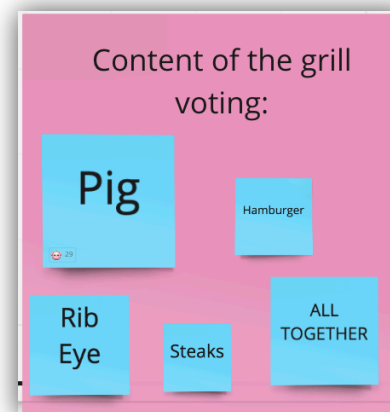 Content of the grill
voting:
Pig
29
Hamburger
Rib
Eye
Steaks
ALL
TOGETHER